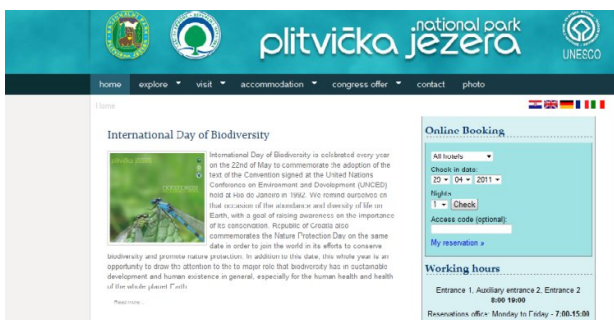 national park
plitvička jezera
UNESCO
home explore visit accommodation congress offer contact photo
Home
International Day of Biodiversity
plitvička jezera
International Day of Biodiversity is celebrated every year
on the 22nd of May to commemorate the adoption of the
text of the Convention signed at the United Nations
Conference on Environment and Development (UNCED)
held at Rio de Janeiro in 1992. We remind ourselves on
that occasion of the abundance and diversity of life on
Earth, with a goal of raising awareness on the importance
of its conservation. Republic of Croatia also
commemorates the Nature Protection Day on the same
date in order to join the world in its efforts to conserve
biodiversity and promote nature protection. In addition to this date, this whole year is an
opportunity to draw the attention to the to major role that biodiversity has in sustainable
development and human existence in general, especially for the human health and health
of the whole planet Earth.
Read more...
Online Booking
All hotels
Check in date:
29 04 2011
Nights
1 Check
Access code (optional):
My reservation »
Working hours
Entrance 1, Auxiliary entrance 2, Entrance 2
8:00 19:00
Reservations office: Monday to Friday - 7:00-15:00